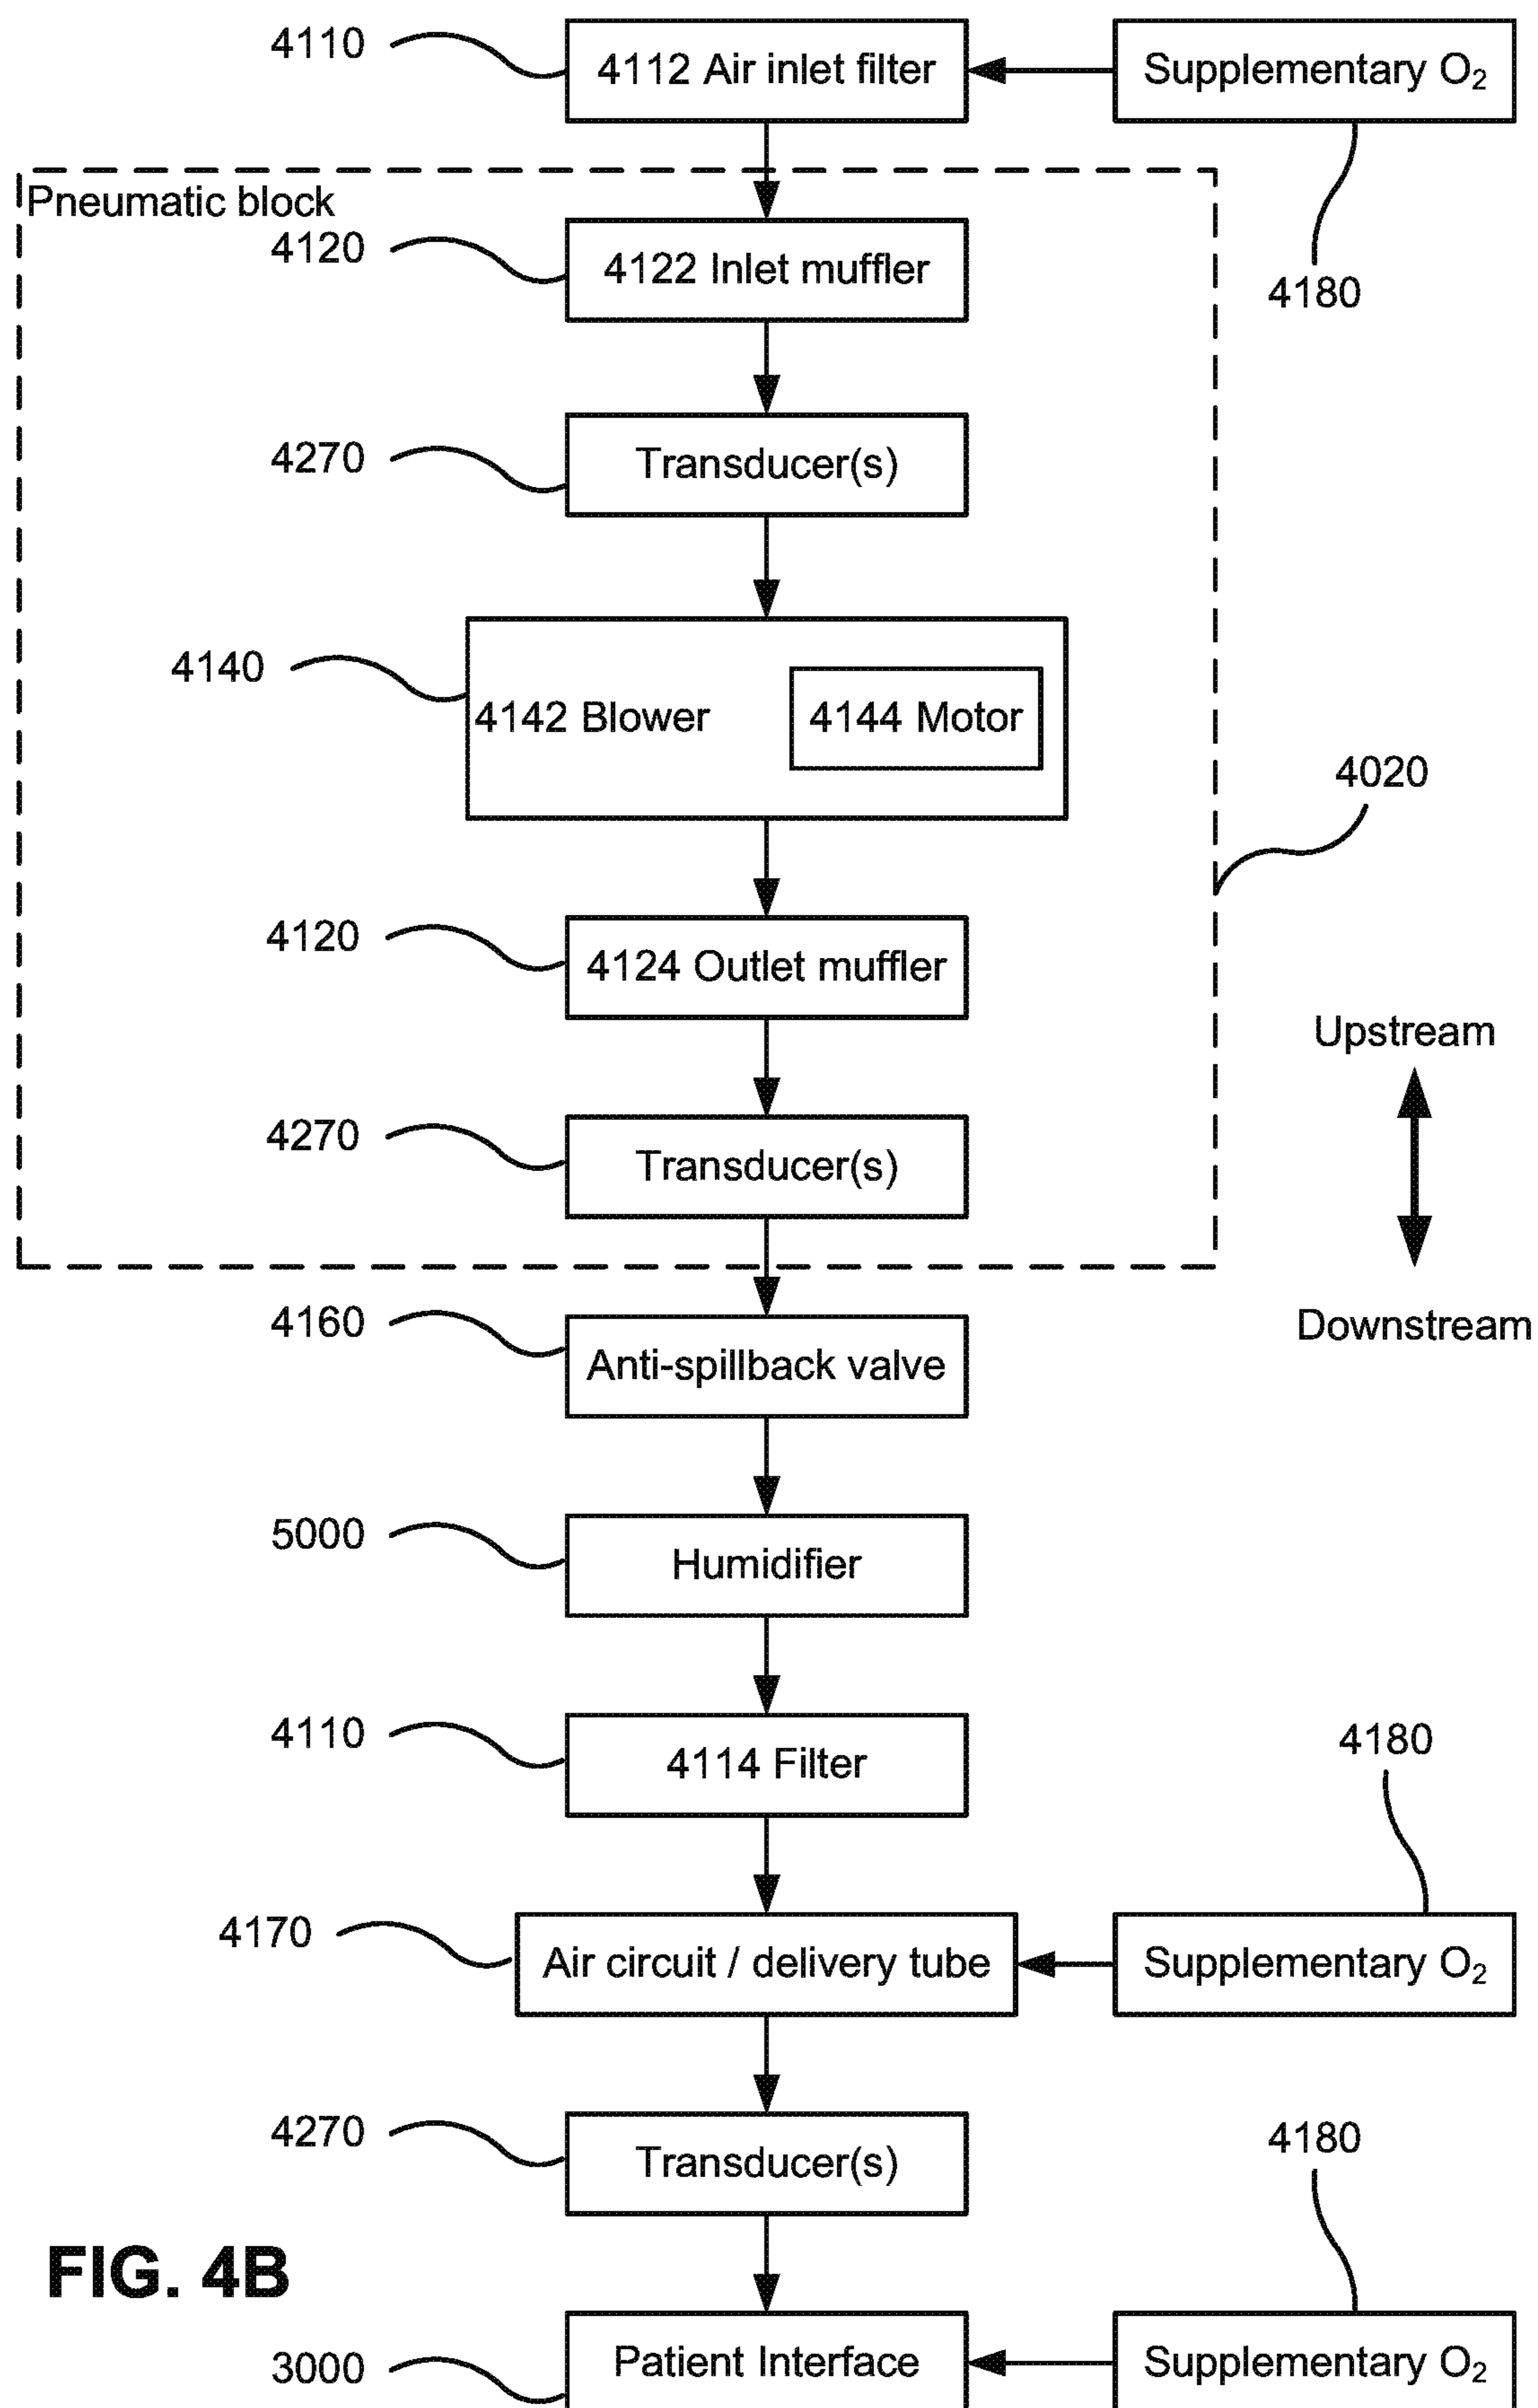 4110
4112 Air inlet filter
Supplementary O₂
Pneumatic block
4120
4122 Inlet muffler
4180
4270
Transducer(s)
4140
4142 Blower
4144 Motor
4020
4120
4124 Outlet muffler
Upstream
4270
Transducer(s)
4160
Downstream
Anti-spillback valve
5000
Humidifier
4110
4114 Filter
4180
4170
Air circuit / delivery tube
Supplementary O₂
4270
Transducer(s)
4180
FIG. 4B
3000
Patient Interface
Supplementary O₂